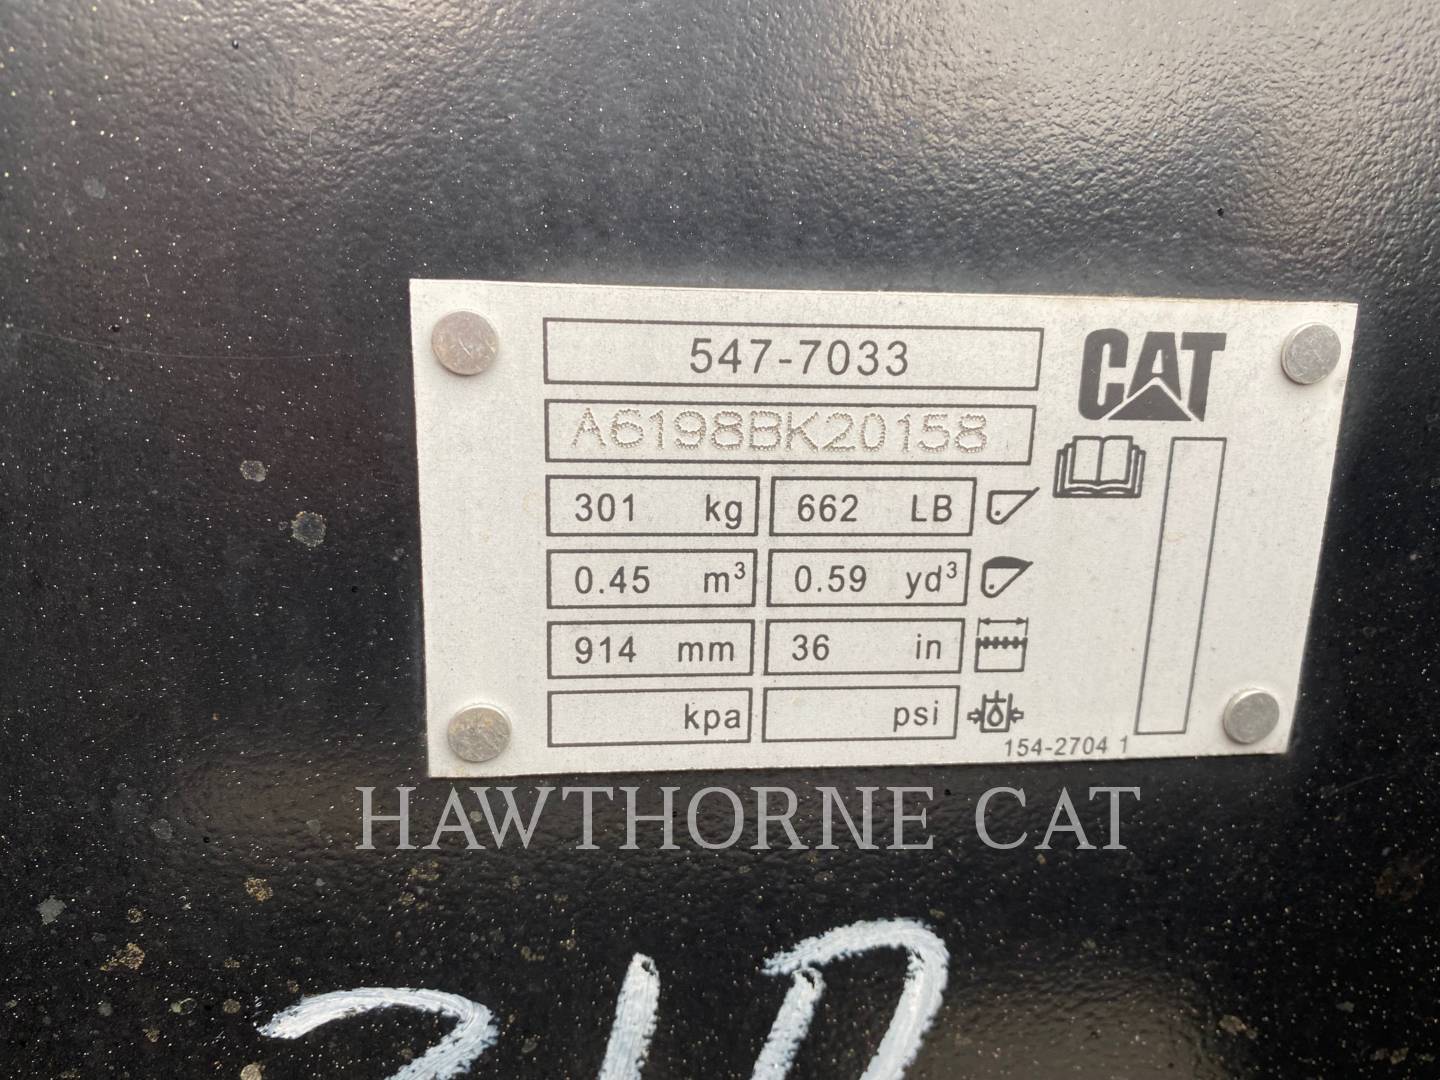 547-7033
CAT
A6198BK20158
301 kg 662 LB
0.45 m³ 0.59 yd³
914 mm 36 in
kpa psi
154-2704 1
HAWTHORNE CAT